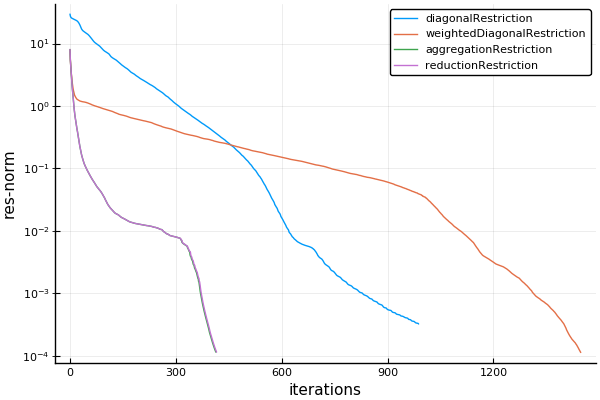 diagonalRestriction
weightedDiagonalRestriction
aggregationRestriction
reductionRestriction
res-norm
10¹
10⁰
10⁻¹
10⁻²
10⁻³
10⁻⁴
0 300 600 900 1200
iterations